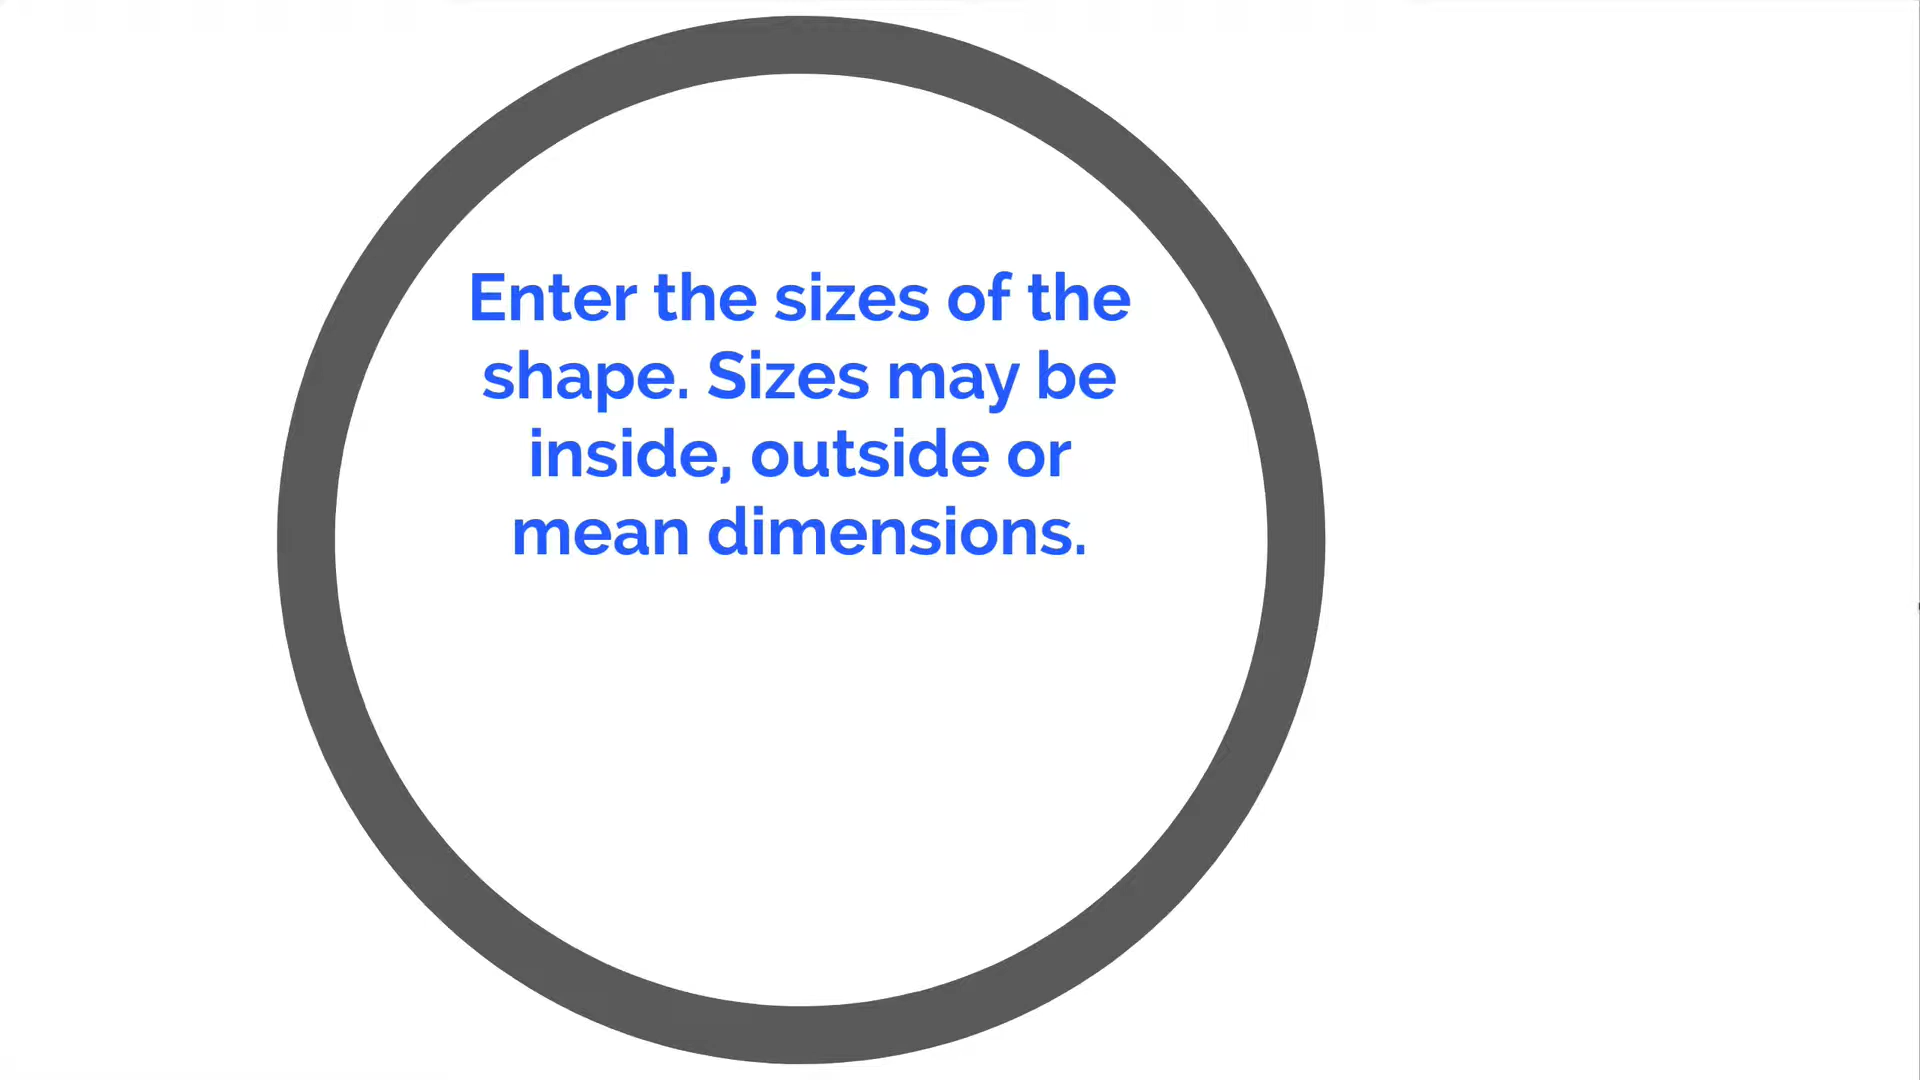 Enter the sizes of the
shape. Sizes may be
inside, outside or
mean dimensions.